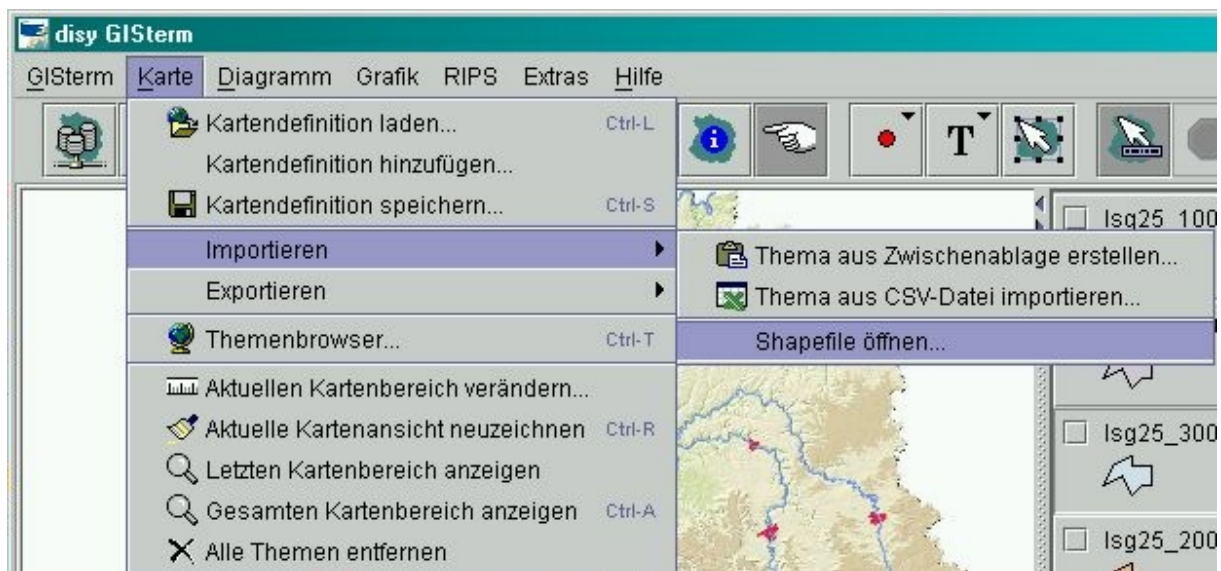 disy GISterm
GISterm Karte Diagramm Grafik RIPS Extras Hilfe
Kartendefinition laden... Ctrl-L
Kartendefinition hinzufügen...
Kartendefinition speichern... Ctrl-S
Importieren
Exportieren
Themenbrowser... Ctrl-T
Aktuellen Kartenbereich verändern...
Aktuelle Kartenansicht neuzeichnen Ctrl-R
Letzten Kartenbereich anzeigen
Gesamten Kartenbereich anzeigen Ctrl-A
Alle Themen entfernen
Thema aus Zwischenablage erstellen...
Thema aus CSV-Datei importieren...
Shapefile öffnen...
T
lsg25_100
lsg25_300
lsg25_200